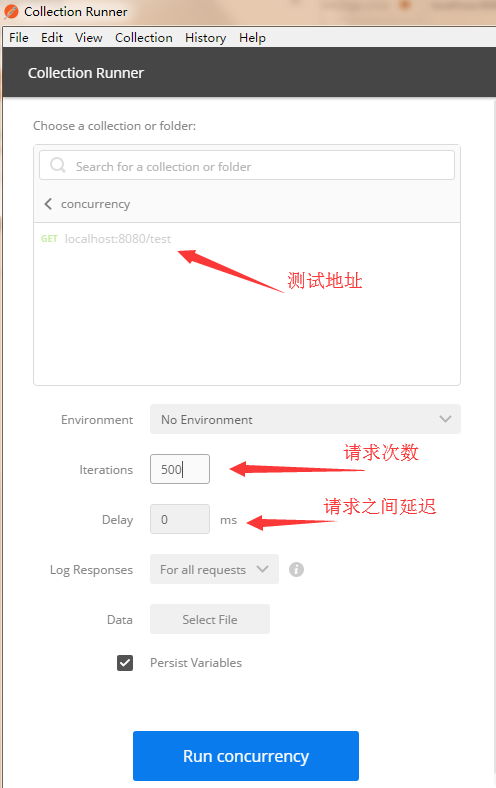 Collection Runner
File Edit View Collection History Help
Collection Runner
Choose a collection or folder:
Search for a collection or folder
concurrency
GET localhost:8080/test
测试地址
Environment No Environment
请求次数
Iterations 500
请求之间延迟
Delay 0 ms
Log Responses For all requests
Data Select File
Persist Variables
Run concurrency